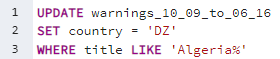 1 UPDATE warnings_10_09_to_06_16
2 SET country = 'DZ'
3 WHERE title LIKE 'Algeria%'